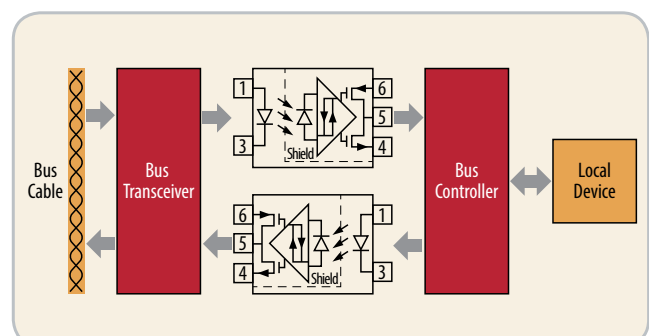 Bus
Cable
Bus
Transceiver
1
3
Shield
6
5
4
6
5
4
Shield
1
3
Bus
Controller
Local
Device